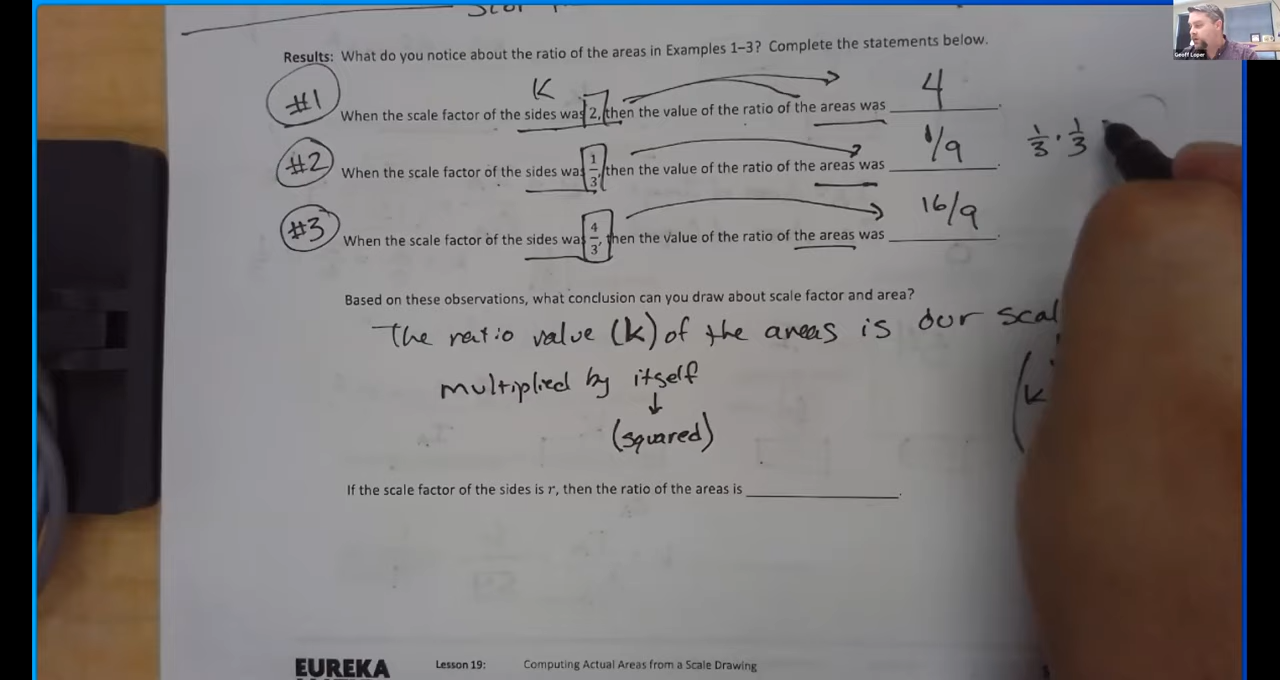 Results: What do you notice about the ratio of the areas in Examples 1–3? Complete the statements below.
K
#1 When the scale factor of the sides was 2, then the value of the ratio of the areas was 4.
#2 When the scale factor of the sides was 1/3, then the value of the ratio of the areas was 1/9.
1/3 · 1/3
#3 When the scale factor of the sides was 4/3, then the value of the ratio of the areas was 16/9.
Based on these observations, what conclusion can you draw about scale factor and area?
The ratio value (k) of the areas is our scal
multiplied by itself
(k
(squared)
If the scale factor of the sides is r, then the ratio of the areas is ____________.
EUREKA Lesson 19: Computing Actual Areas from a Scale Drawing
Geoff Loper